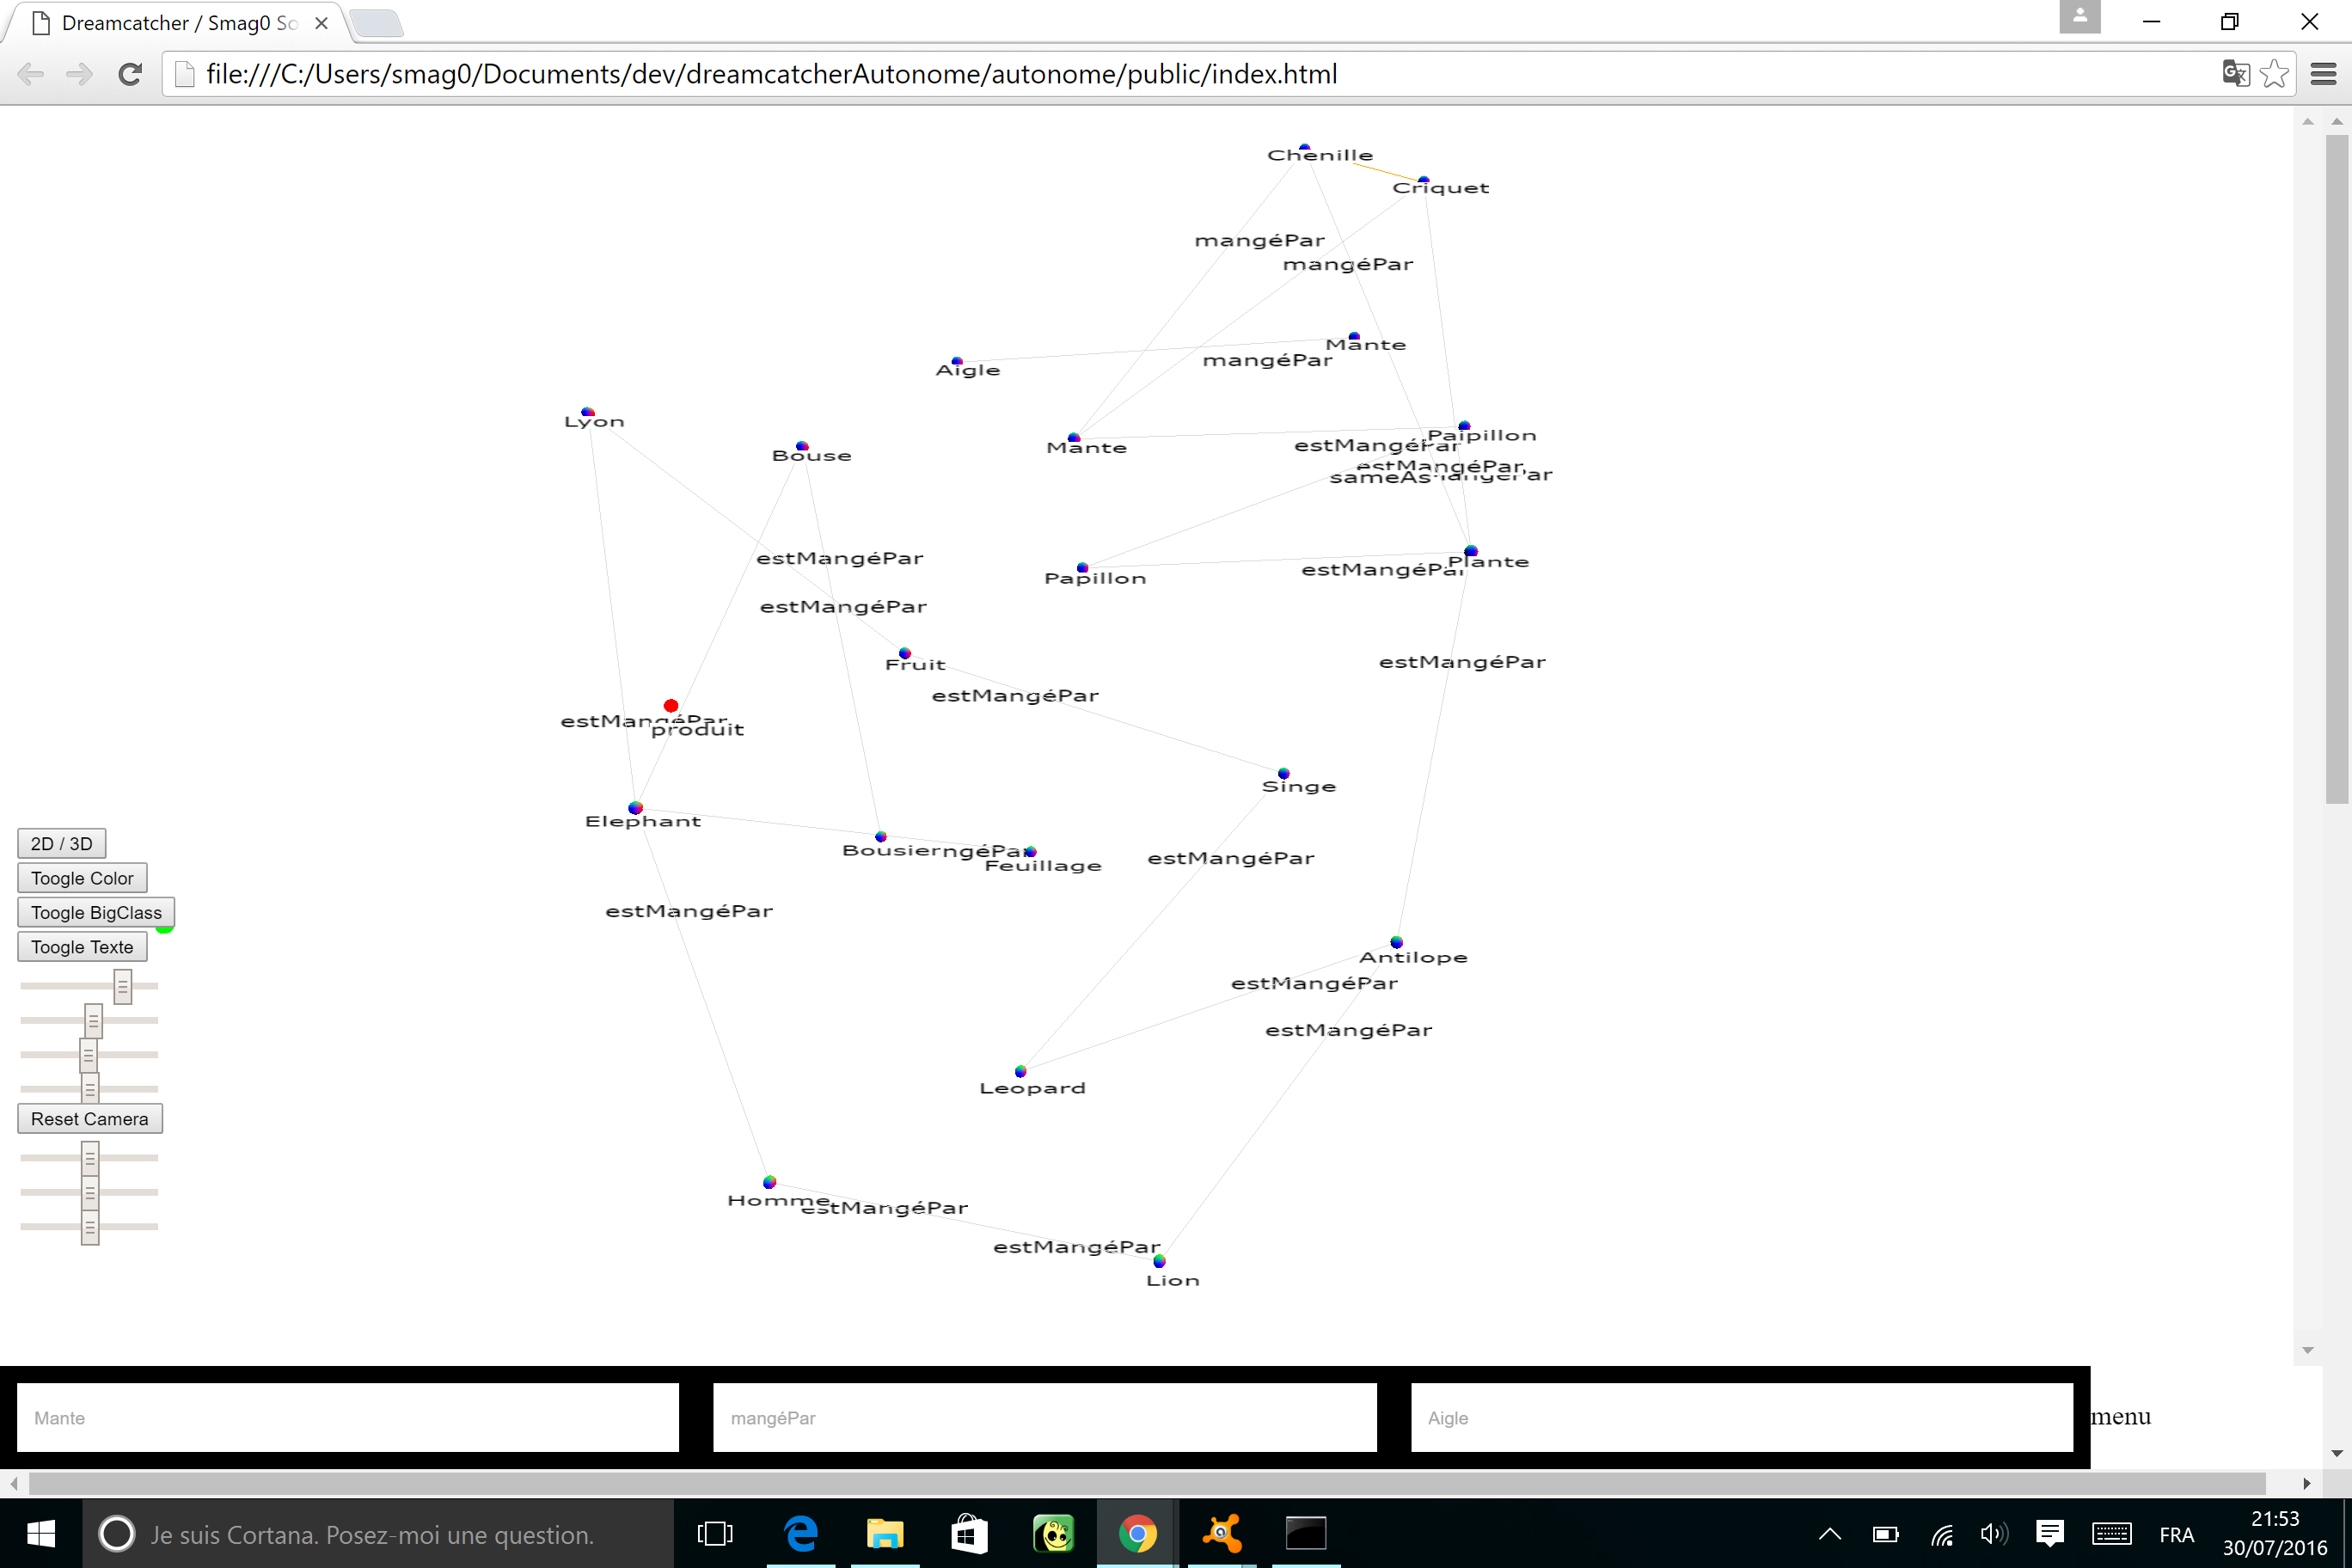 Dreamcatcher / Smag0 So
file:///C:/Users/smag0/Documents/dev/dreamcatcherAutonome/autonome/public/index.html
Chenille
Criquet
mangéPar
mangéPar
Mante
mangéPar
Aigle
Lyon
Paipillon
estMangéPar
Mante
Bouse
estMangéPar
sameAs
estMangéPar
Plante
estMangéPar
Papillon
estMangéPar
Fruit
estMangéPar
estMangéPar
estMangéPar
produit
Singe
Elephant
2D / 3D
Bousier
estMangéPar
Feuillage
Toogle Color
estMangéPar
Toogle BigClass
Toogle Texte
Antilope
estMangéPar
estMangéPar
Leopard
Reset Camera
Homme
estMangéPar
estMangéPar
Lion
Mante
mangéPar
Aigle
menu
Je suis Cortana. Posez-moi une question.
FRA
21:53
30/07/2016